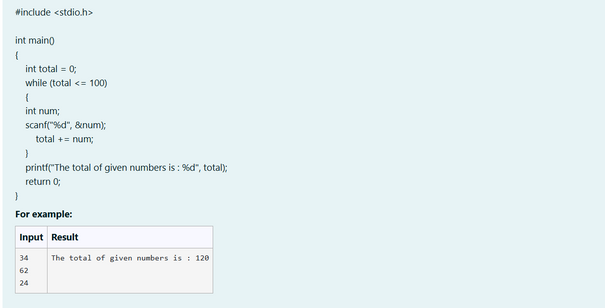 #include <stdio.h>
int main()
{
int total = 0;
while (total <= 100)
{
int num;
scanf("%d", &num);
total += num;
}
printf("The total of given numbers is : %d", total);
return 0;
}
For example:
Input Result
34 The total of given numbers is : 120
62
24